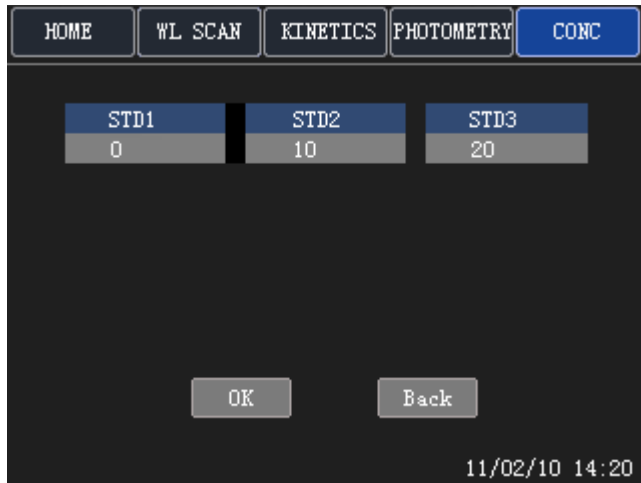 HOME WL SCAN KINETICS PHOTOMETRY CONC
STD1 STD2 STD3
0 10 20
OK Back
11/02/10 14:20